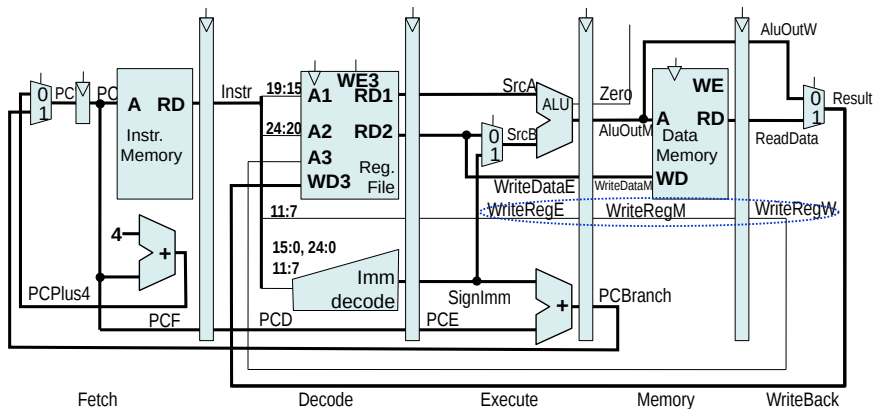 AluOutW
0
1
PC
PC
A RD
Instr.
Memory
Instr
19:15
WE3
A1 RD1
24:20
A2 RD2
A3
Reg.
File
WD3
SrcA
ALU
Zero
0
1
SrcB
AluOutM
WE
A RD
Data
Memory
WD
ReadData
0
1
Result
WriteDataE
WriteDataM
11:7
WriteRegE
WriteRegM
WriteRegW
4
+
15:0, 24:0
11:7
Imm
decode
SignImm
+
PCPlus4
PCBranch
PCF
PCD
PCE
Fetch
Decode
Execute
Memory
WriteBack